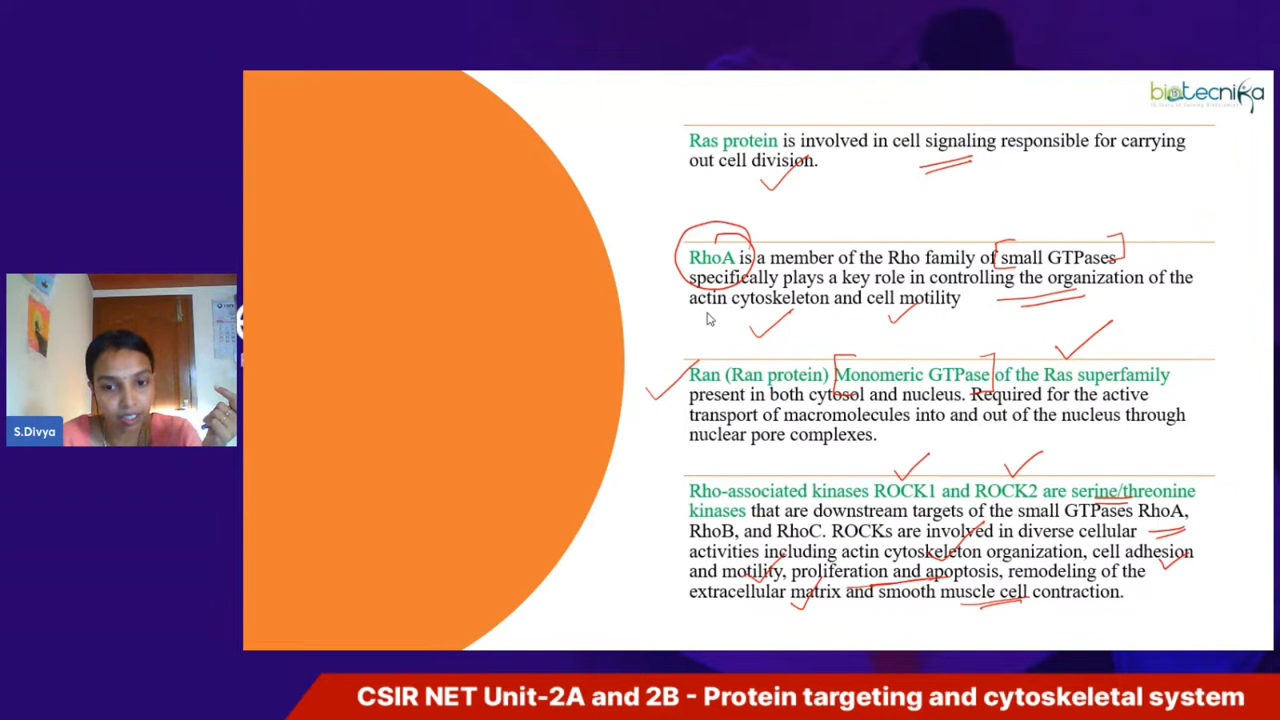 biotecnika
Ras protein is involved in cell signaling responsible for carrying
out cell division.
RhoA is a member of the Rho family of small GTPases
specifically plays a key role in controlling the organization of the
actin cytoskeleton and cell motility
Ran (Ran protein) Monomeric GTPase of the Ras superfamily
present in both cytosol and nucleus. Required for the active
transport of macromolecules into and out of the nucleus through
nuclear pore complexes.
Rho-associated kinases ROCK1 and ROCK2 are serine/threonine
kinases that are downstream targets of the small GTPases RhoA,
RhoB, and RhoC. ROCKs are involved in diverse cellular
activities including actin cytoskeleton organization, cell adhesion
and motility, proliferation and apoptosis, remodeling of the
extracellular matrix and smooth muscle cell contraction.
S.Divya
CSIR NET Unit-2A and 2B - Protein targeting and cytoskeletal system